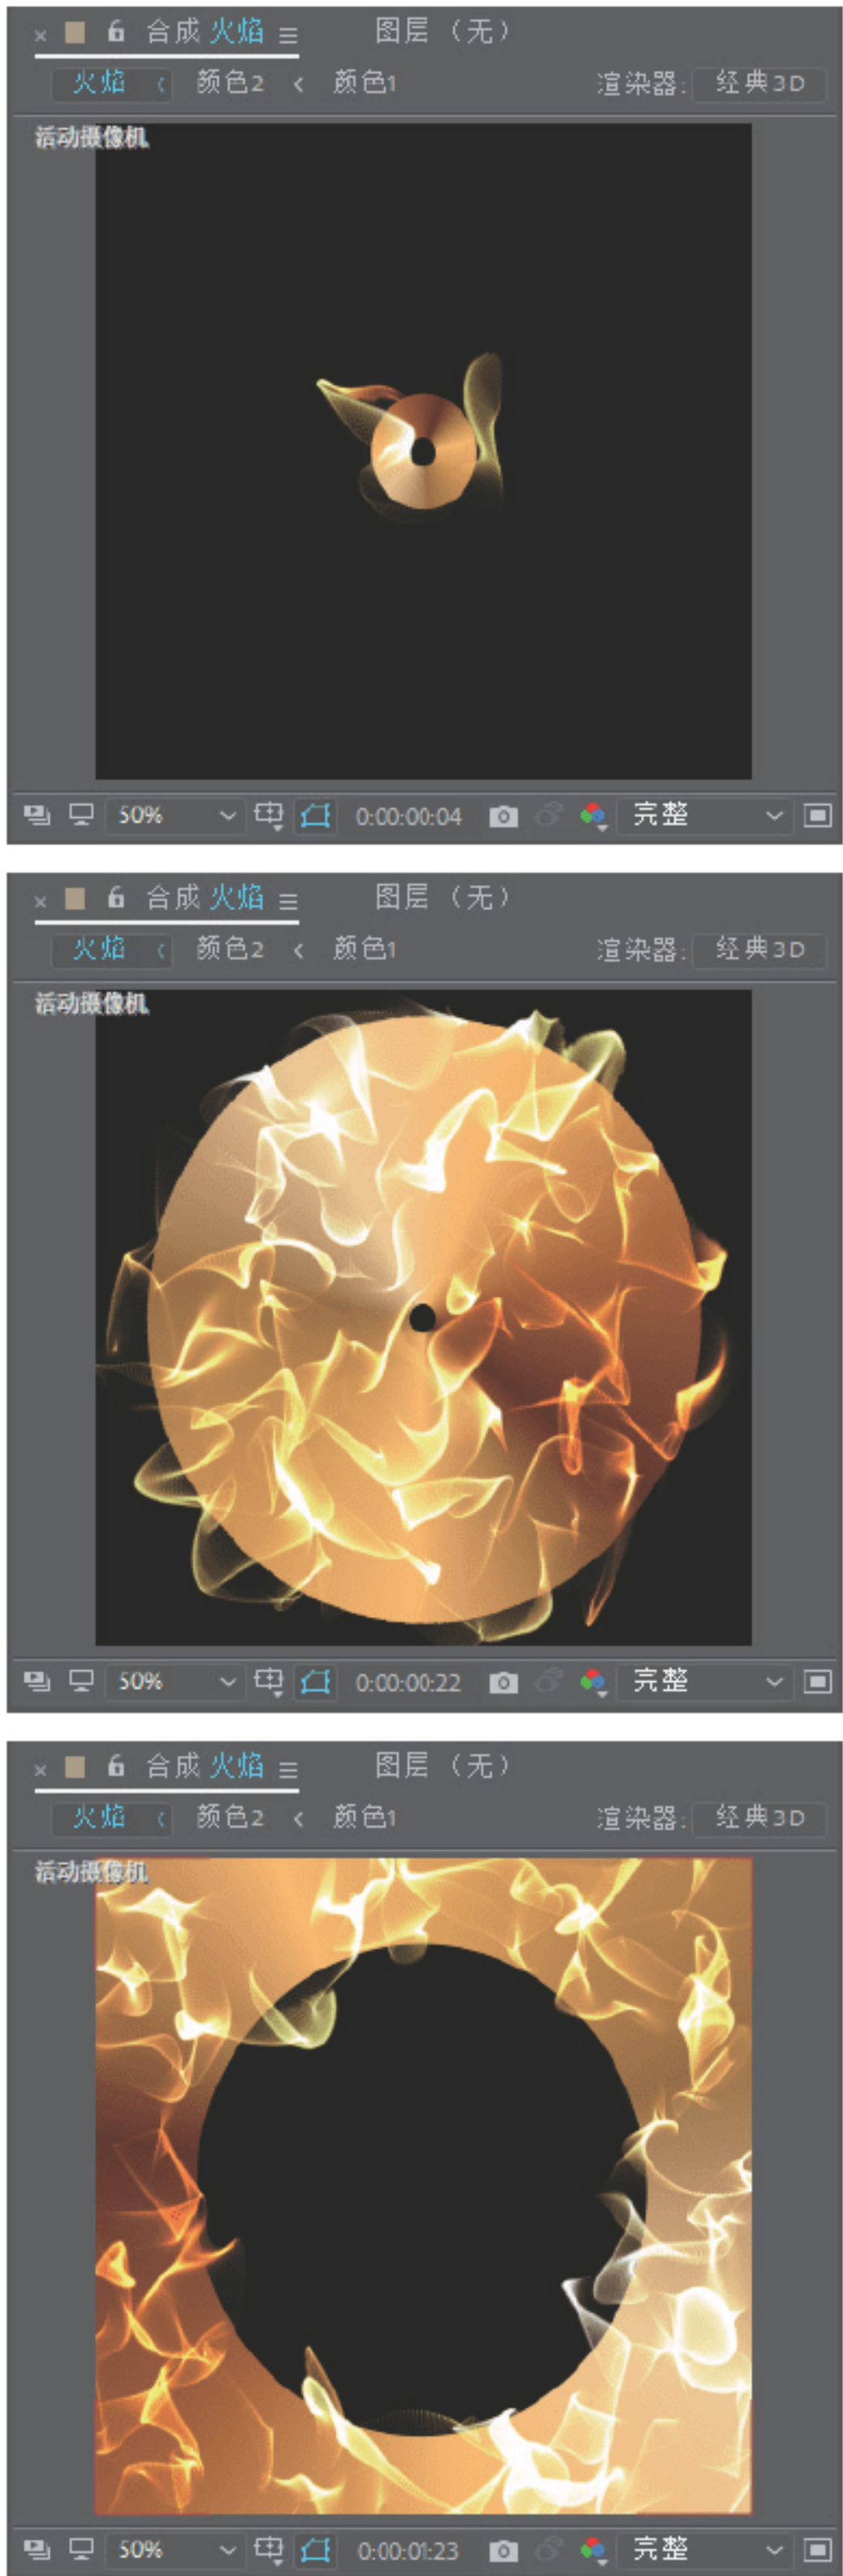 × 合成 火焰 ≡ 图层 （无）
火焰 ‹ 颜色2 ‹ 颜色1 渲染器: 经典3D
活动摄像机
50% 0:00:00:04 完整
× 合成 火焰 ≡ 图层 （无）
火焰 ‹ 颜色2 ‹ 颜色1 渲染器: 经典3D
活动摄像机
50% 0:00:00:22 完整
× 合成 火焰 ≡ 图层 （无）
火焰 ‹ 颜色2 ‹ 颜色1 渲染器: 经典3D
活动摄像机
50% 0:00:01:23 完整